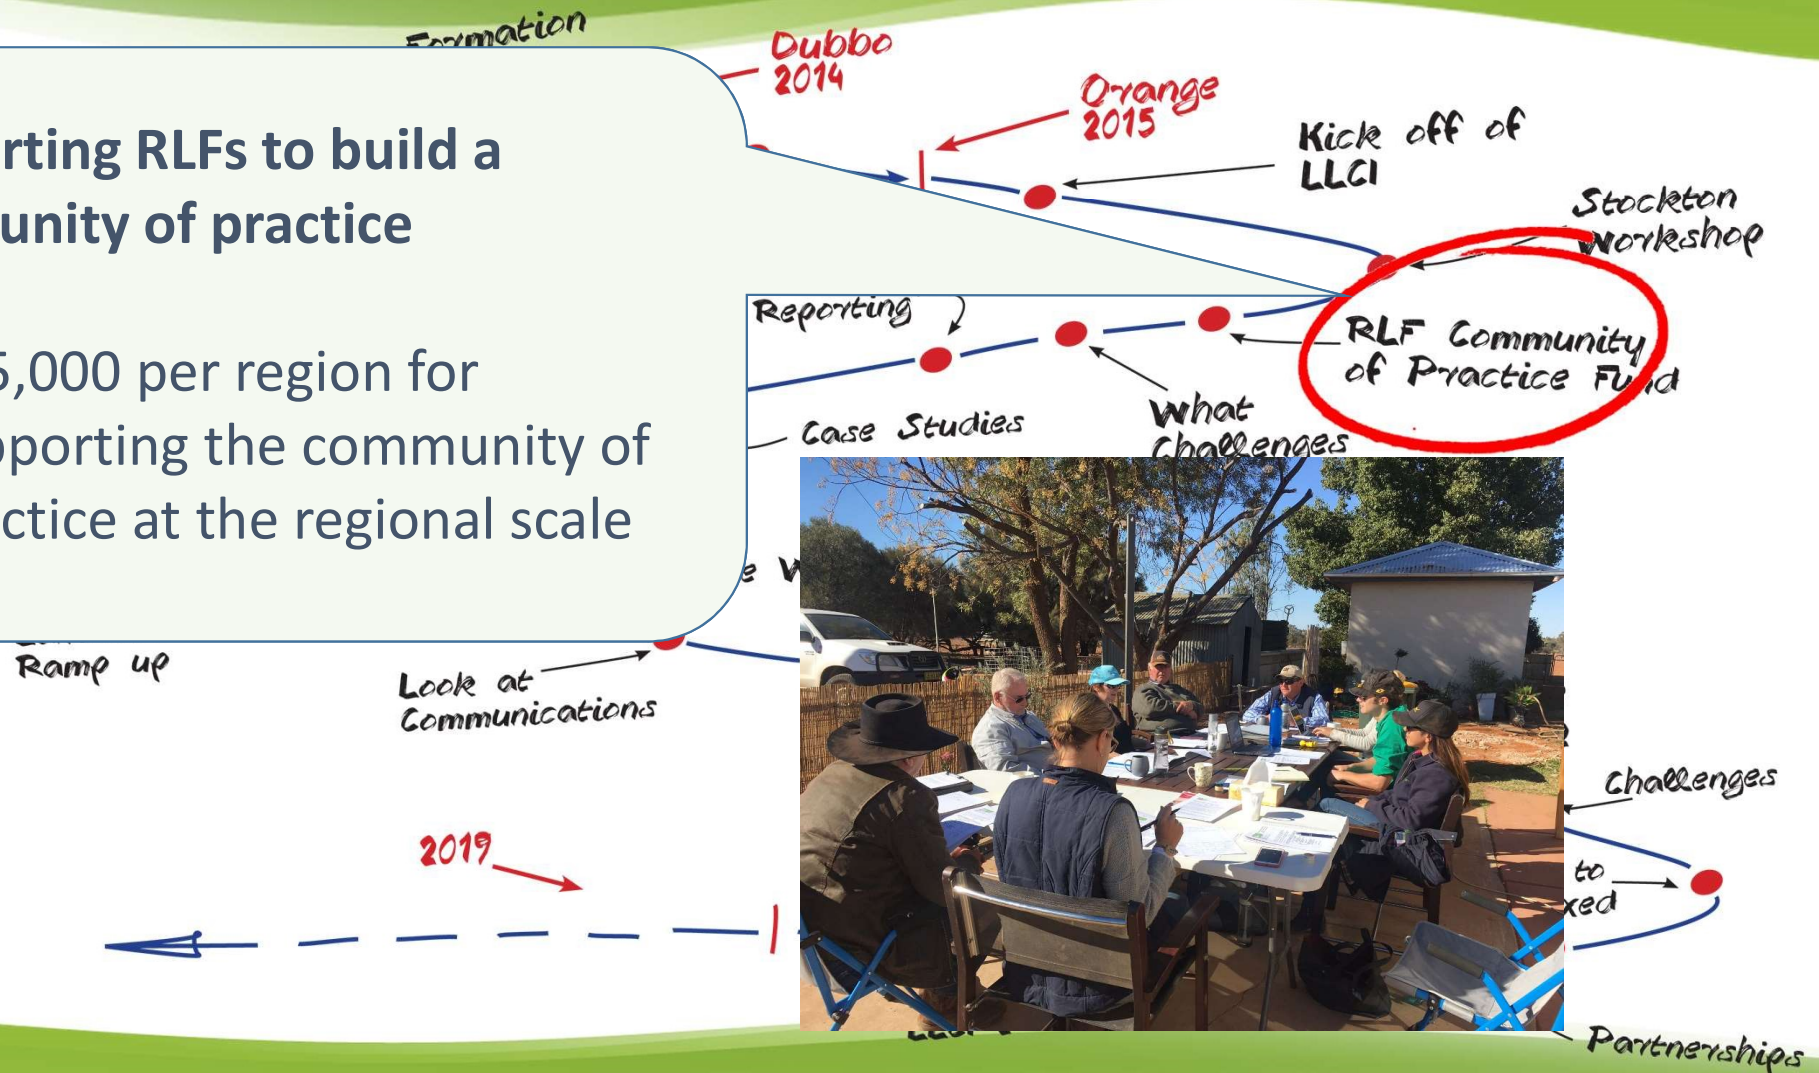 Formation
Dubbo
2014
Orange
2015
Kick off of
LLCI
Stockton
Workshop
rting RLFs to build a
unity of practice
5,000 per region for
pporting the community of
ctice at the regional scale
Reporting
RLF Community
of Practice Fund
What
Challenges
Case Studies
Ramp up
Look at
Communications
Challenges
to
xed
2019
Partnerships